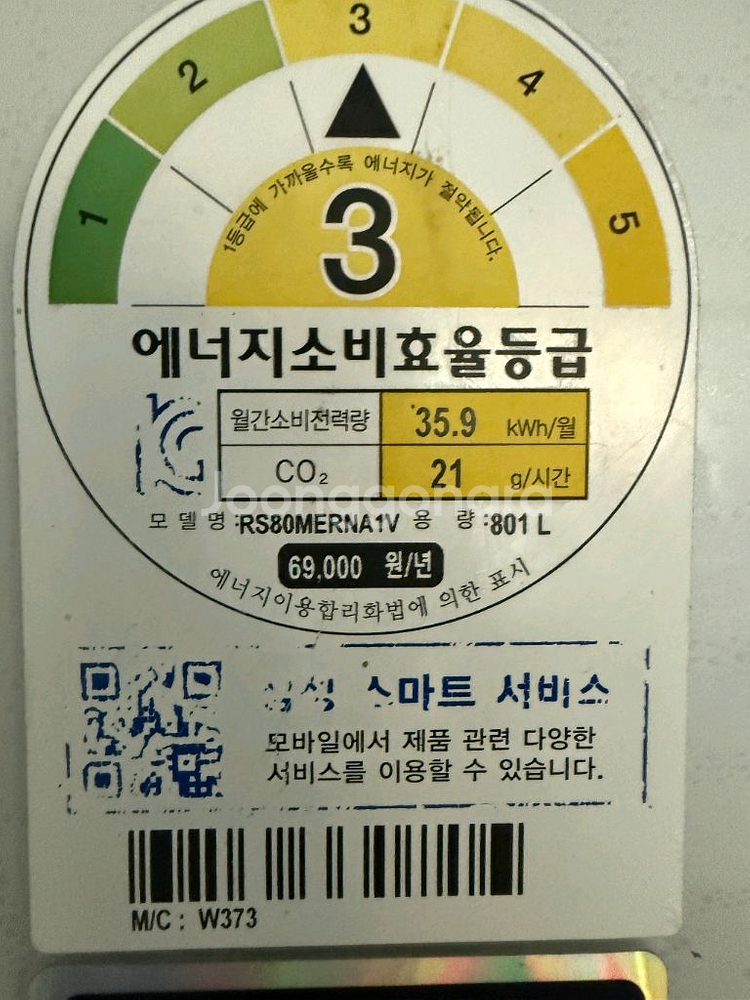 1 2 3 4 5
1등급에 가까울수록 에너지가 절약됩니다.
3
에너지소비효율등급
월간소비전력량 35.9 kWh/월
CO₂ 21 g/시간
Joonggonara
모 델 명 :RS80MERNA1V 용 량 :801 L
69,000 원/년
에너지이용합리화법에 의한 표시
삼성 스마트 서비스
모바일에서 제품 관련 다양한
서비스를 이용할 수 있습니다.
M/C : W373